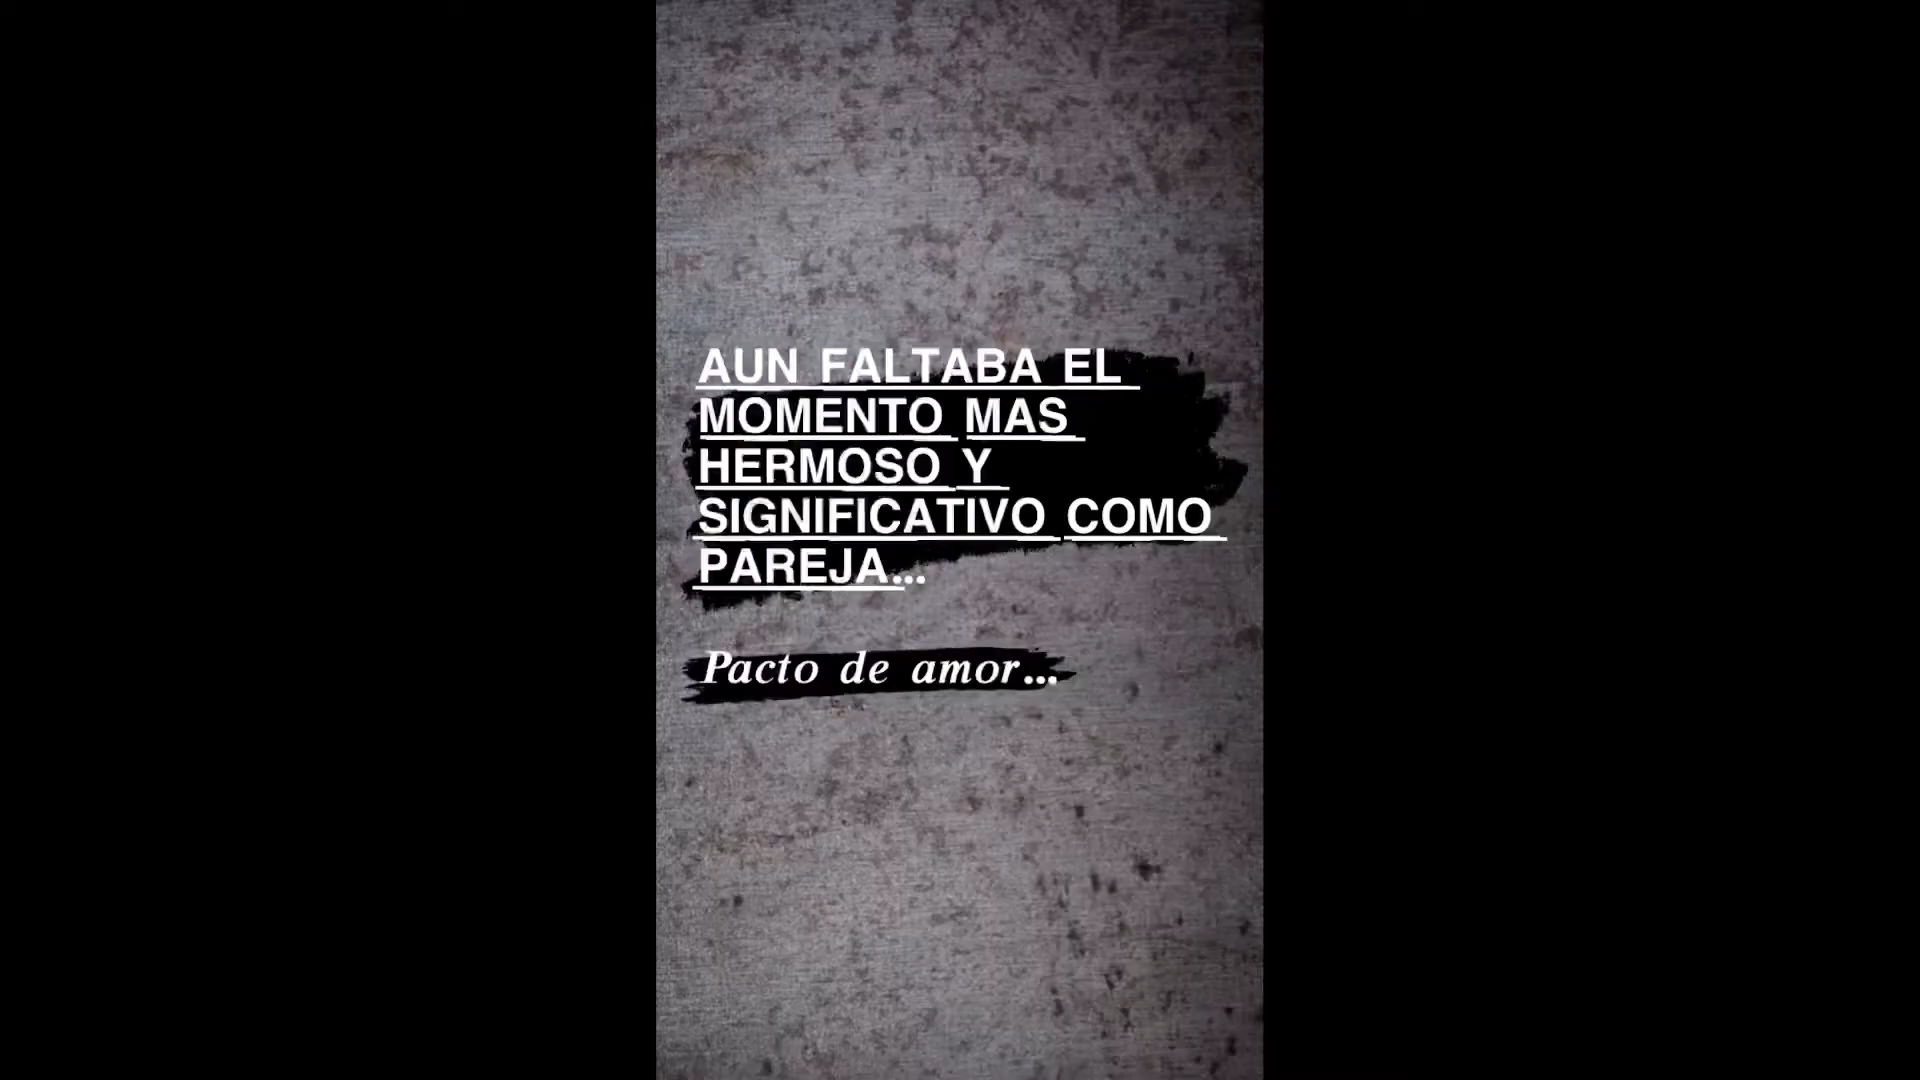 AUN FALTABA EL
MOMENTO MAS
HERMOSO Y
SIGNIFICATIVO COMO
PAREJA...
Pacto de amor...